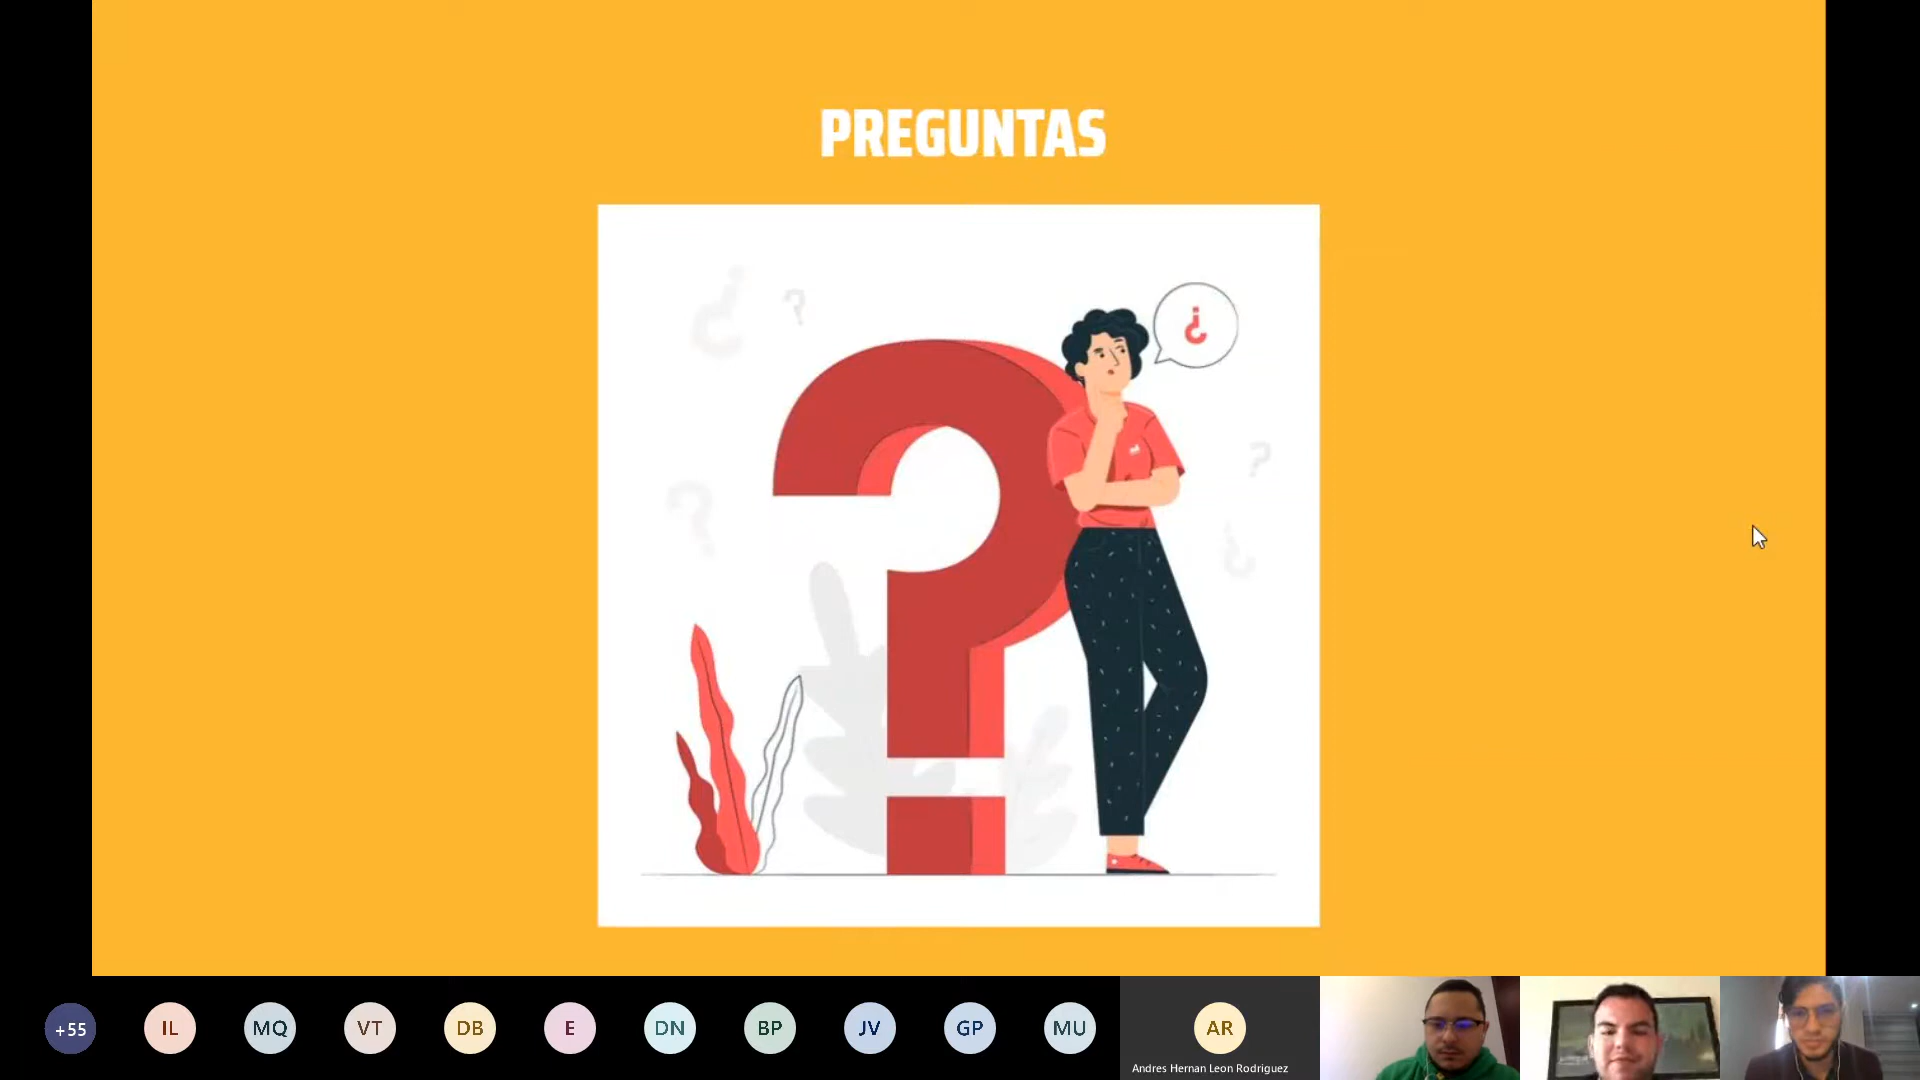 PREGUNTAS
¿
?
¿
?
?
¿
?
+55
IL
MQ
VT
DB
E
DN
BP
JV
GP
MU
AR
Andres Hernan Leon Rodriguez